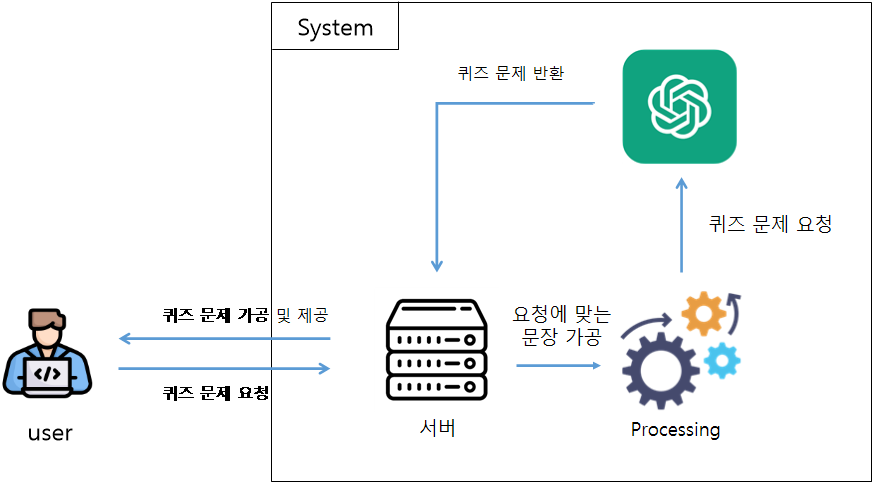 System
퀴즈 문제 반환
퀴즈 문제 요청
퀴즈 문제 가공 및 제공
요청에 맞는
문장 가공
</>
퀴즈 문제 요청
user
서버
Processing